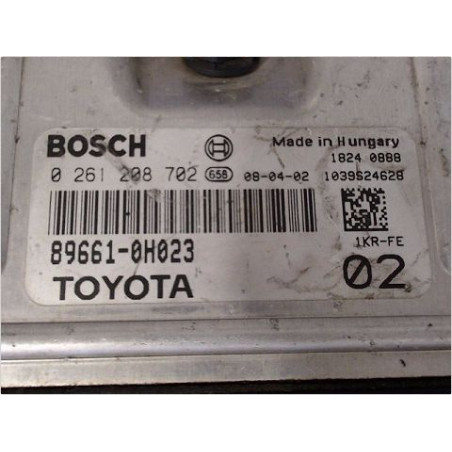 BOSCH Made in Hungary
1824 0888
0 261 208 702 658 08-04-02 1039S24628
1KR-FE
89661-0H023 02
TOYOTA